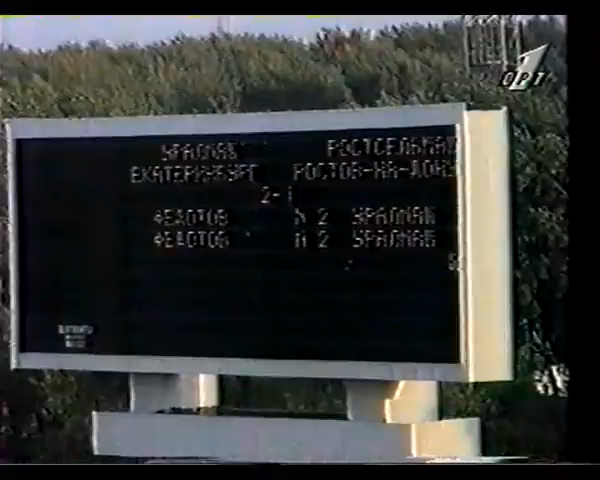 ОРТ
УРАЛМАШ РОСТСЕЛЬМАШ
ЕКАТЕРИНБУРГ РОСТОВ-НА-ДОНУ
2-1
ФЕДОТОВ N 2 УРАЛМАШ
ФЕДОТОВ N 2 УРАЛМАШ